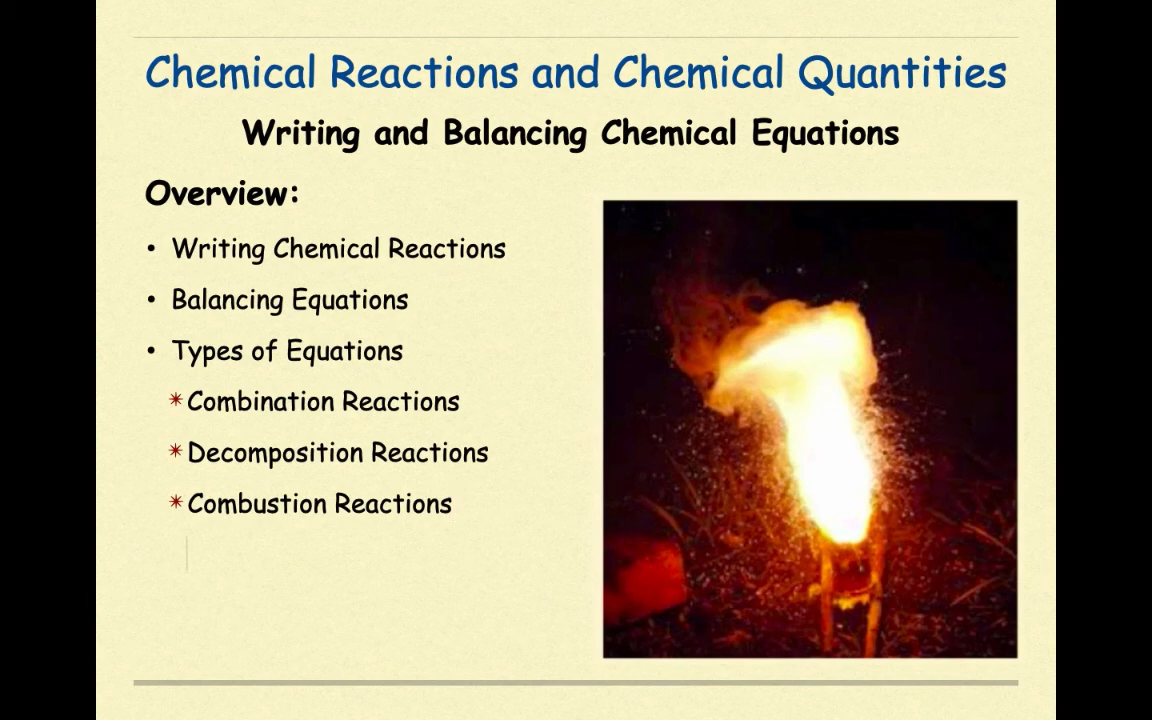 Chemical Reactions and Chemical Quantities
Writing and Balancing Chemical Equations
Overview:
• Writing Chemical Reactions
• Balancing Equations
• Types of Equations
✴Combination Reactions
✴Decomposition Reactions
✴Combustion Reactions